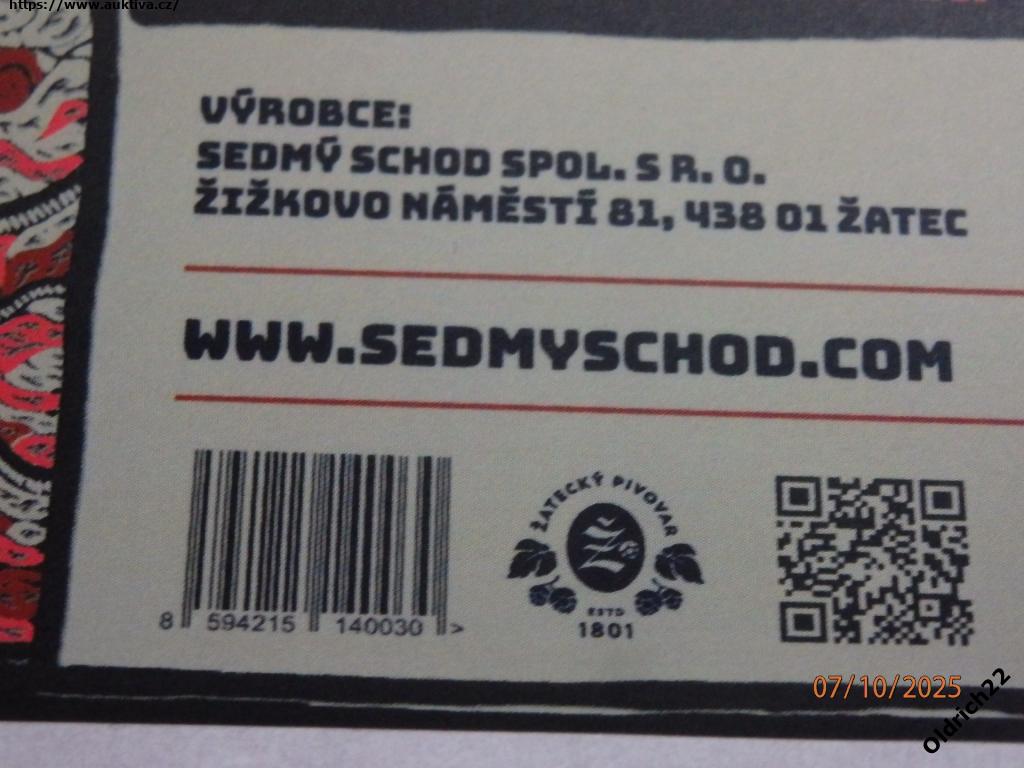 https://www.auktiva.cz/
VÝROBCE:
SEDMÝ SCHOD SPOL. S R. O.
ŽIŽKOVO NÁMĚSTÍ 81, 438 01 ŽATEC
WWW.SEDMYSCHOD.COM
ŽATECKÝ PIVOVAR
Ž
ESTD
1801
8 594215 140030 >
07/10/2025
Oldrich22